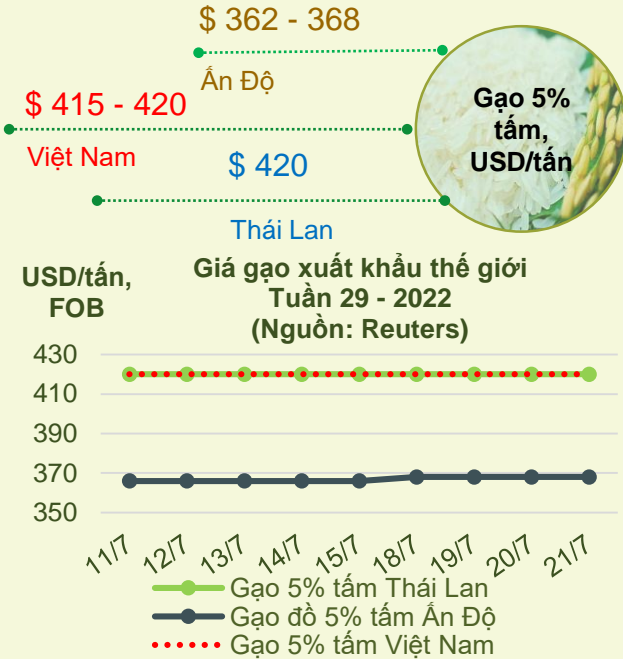 $ 362 - 368
Ấn Độ
$ 415 - 420
Việt Nam
$ 420
Thái Lan
Gạo 5%
tấm,
USD/tấn
USD/tấn,
FOB
Giá gạo xuất khẩu thế giới
Tuần 29 - 2022
(Nguồn: Reuters)
430
410
390
370
350
11/7 12/7 13/7 14/7 15/7 18/7 19/7 20/7 21/7
Gạo 5% tấm Thái Lan
Gạo đồ 5% tấm Ấn Độ
Gạo 5% tấm Việt Nam